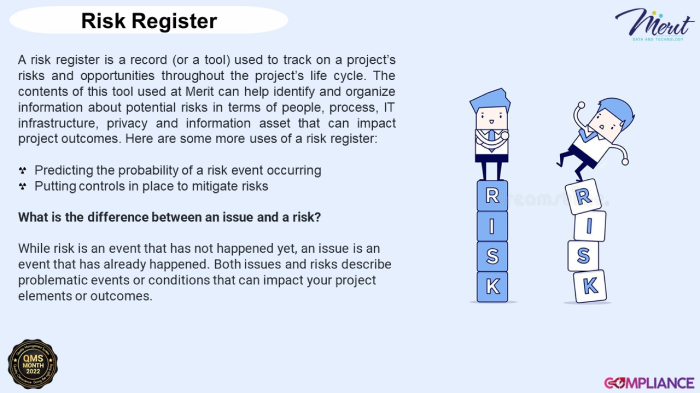 Risk Register
Merit
DATA AND TECHNOLOGY
A risk register is a record (or a tool) used to track on a project's
risks and opportunities throughout the project's life cycle. The
contents of this tool used at Merit can help identify and organize
information about potential risks in terms of people, process, IT
infrastructure, privacy and information asset that can impact
project outcomes. Here are some more uses of a risk register:
Predicting the probability of a risk event occurring
Putting controls in place to mitigate risks
What is the difference between an issue and a risk?
While risk is an event that has not happened yet, an issue is an
event that has already happened. Both issues and risks describe
problematic events or conditions that can impact your project
elements or outcomes.
R
I
S
K
R
I
S
K
QMS
MONTH
2022
COMPLIANCE